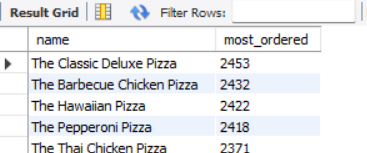 Result Grid Filter Rows:
name most_ordered
The Classic Deluxe Pizza 2453
The Barbecue Chicken Pizza 2432
The Hawaiian Pizza 2422
The Pepperoni Pizza 2418
The Thai Chicken Pizza 2371